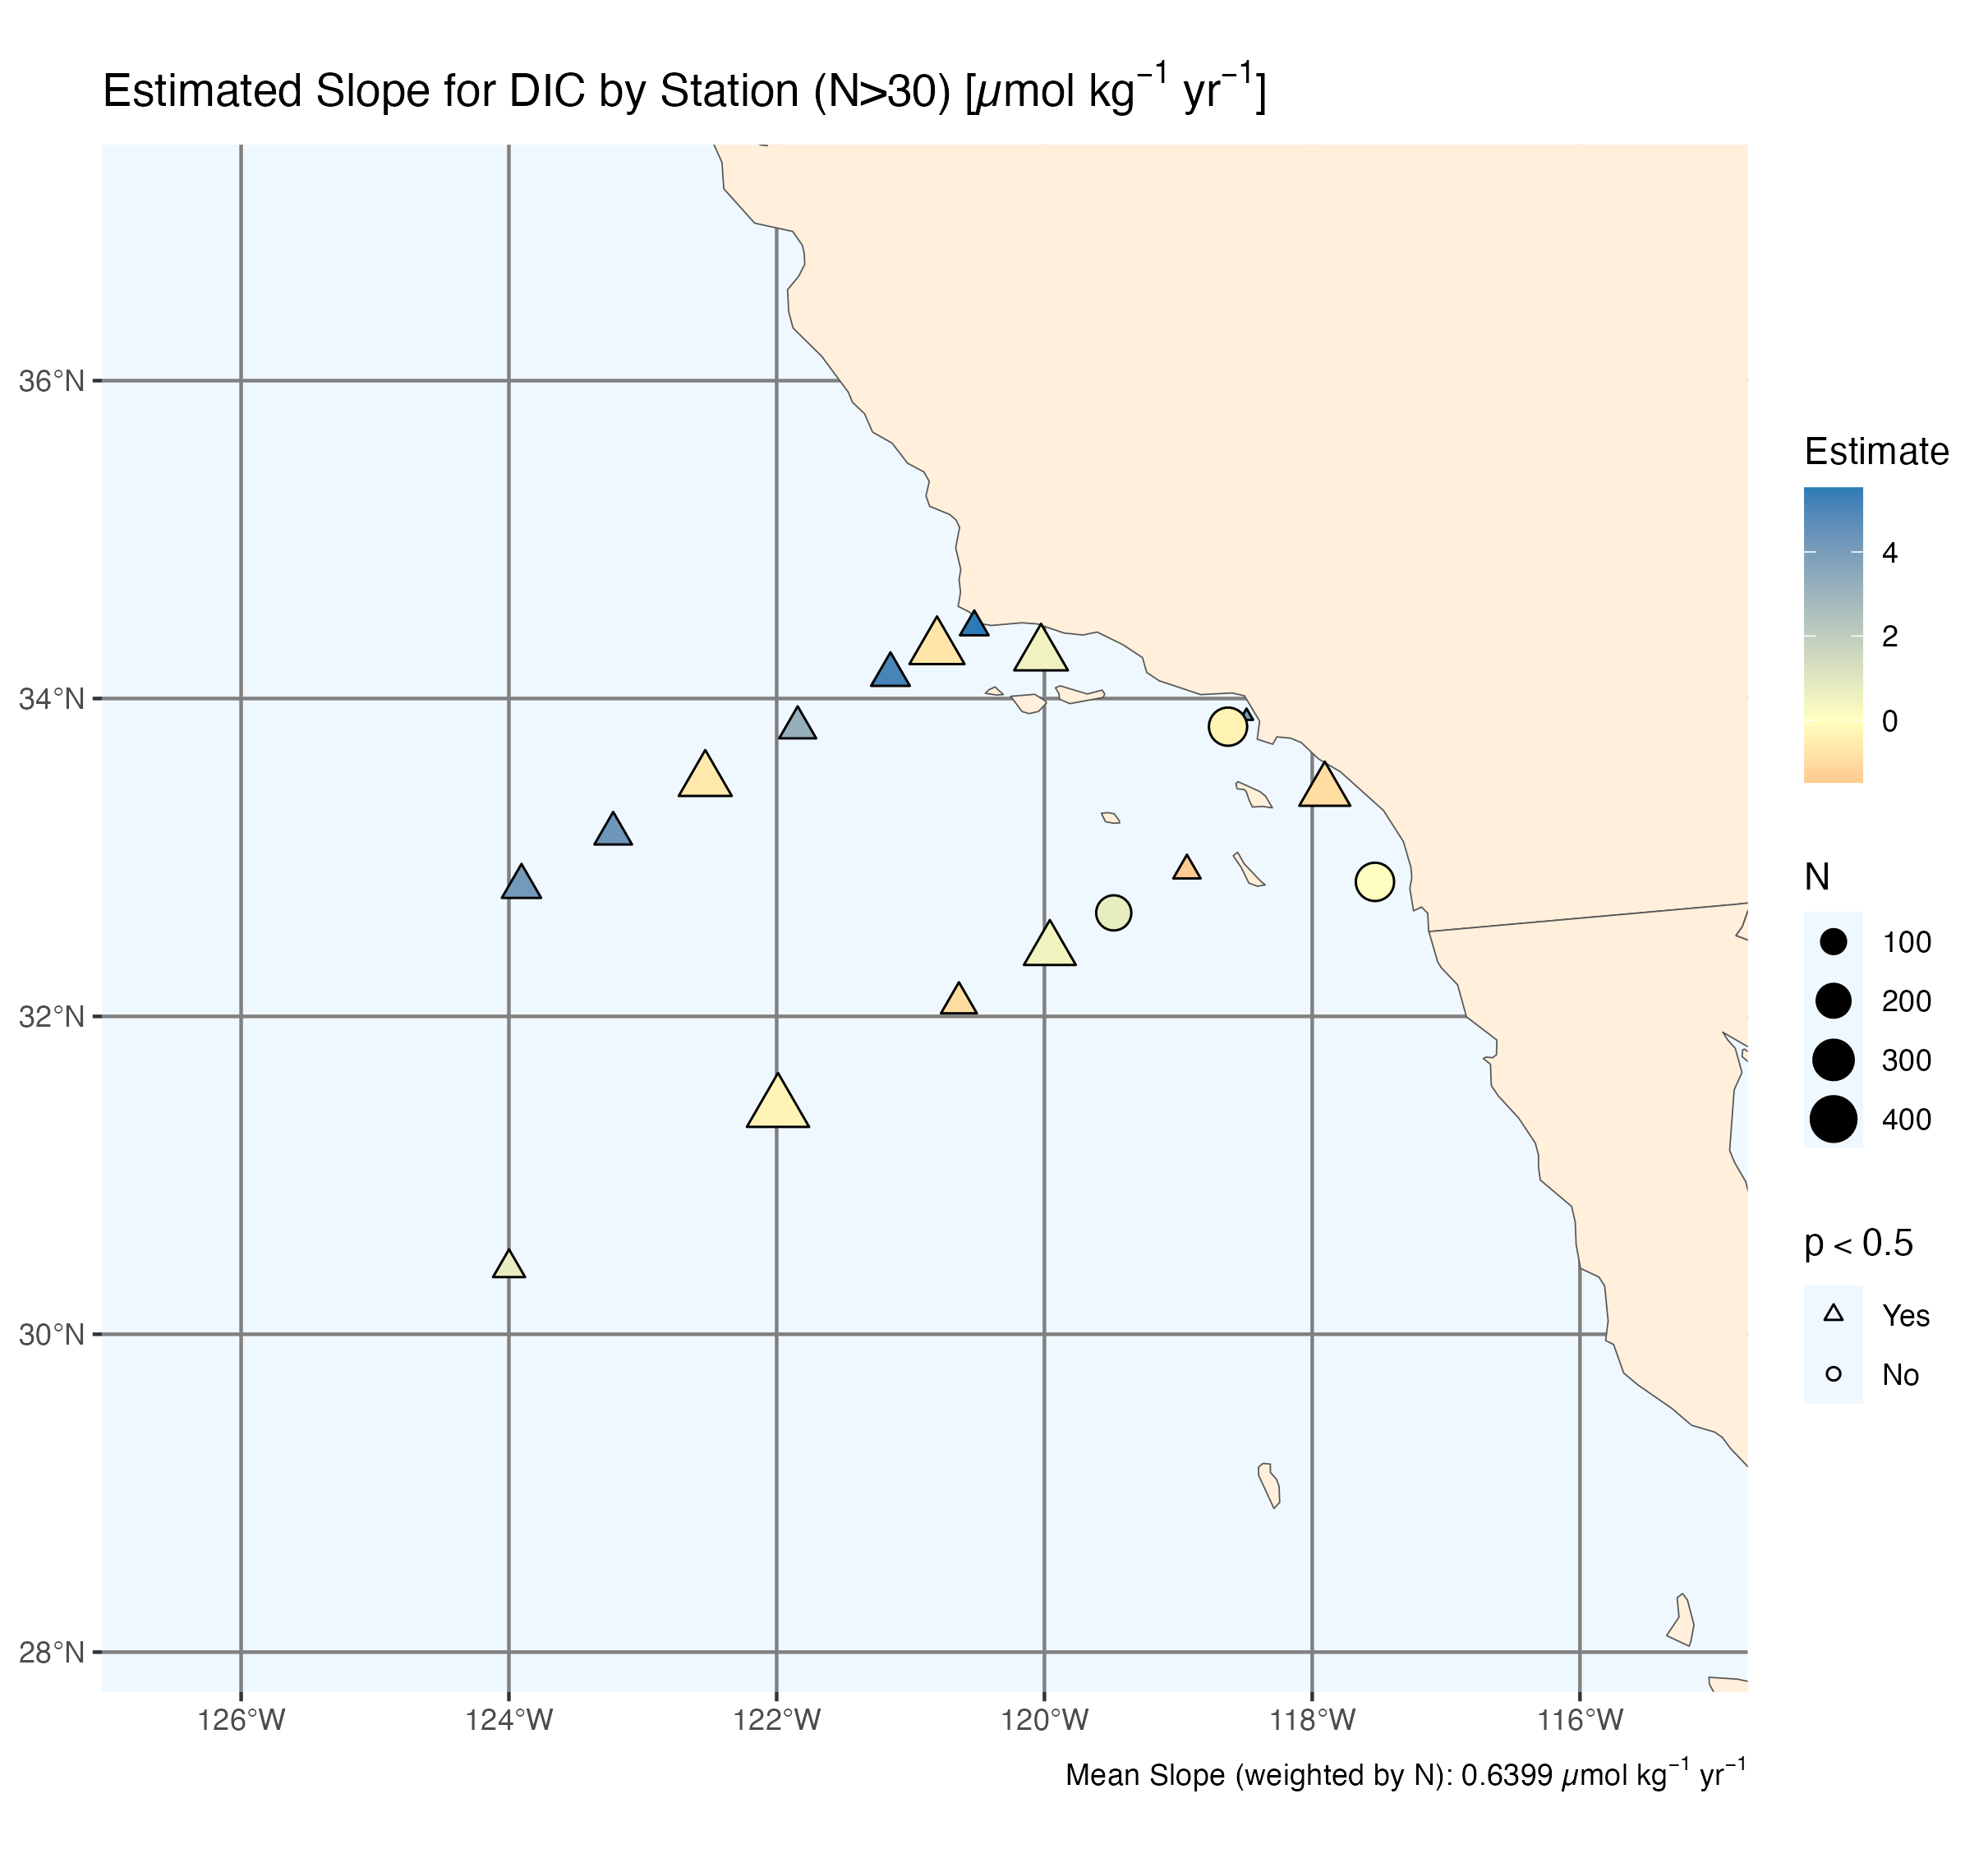 Estimated Slope for DIC by Station (N>30) [μmol kg⁻¹ yr⁻¹]
36°N
34°N
32°N
30°N
28°N
126°W 124°W 122°W 120°W 118°W 116°W
Estimate
4
2
0
N
100
200
300
400
p < 0.5
Yes
No
Mean Slope (weighted by N): 0.6399 μmol kg⁻¹ yr⁻¹